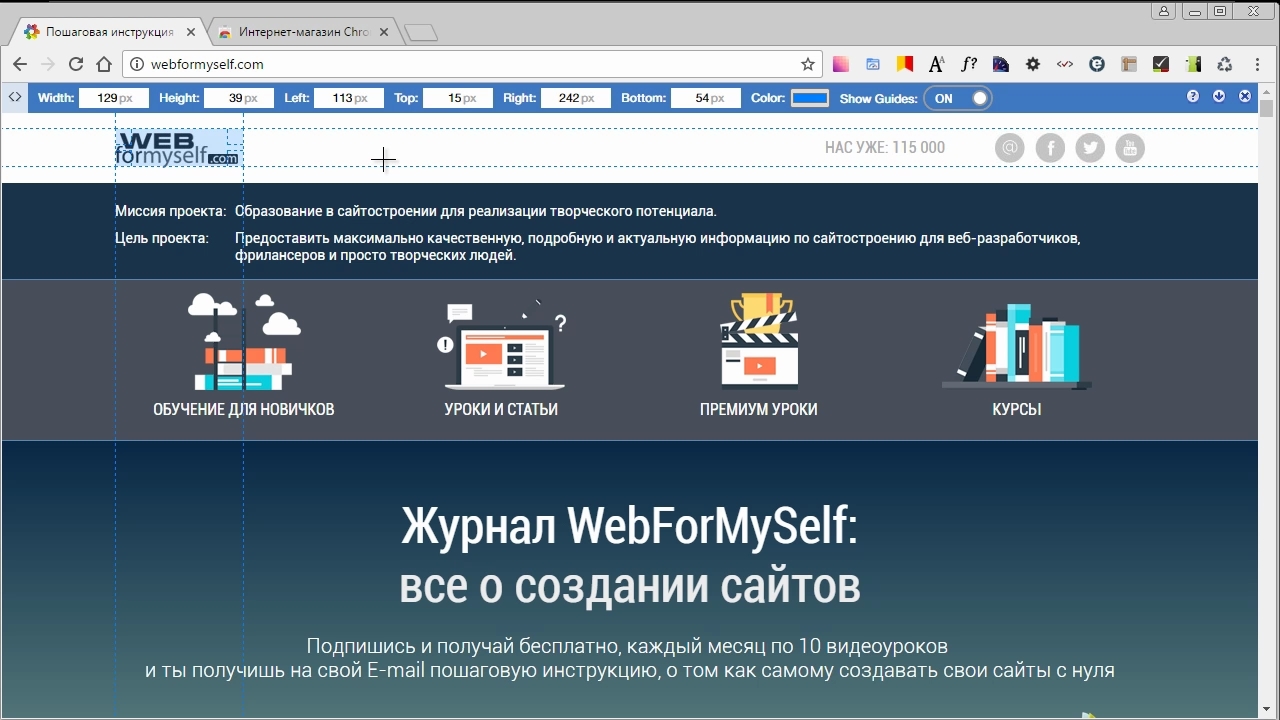 Пошаговая инструкция
Интернет-магазин Chro
webformyself.com
Width: 129 px Height: 39 px Left: 113 px Top: 15 px Right: 242 px Bottom: 54 px Color: Show Guides: ON
WEB
formyself.com
НАС УЖЕ: 115 000
Миссия проекта: Образование в сайтостроении для реализации творческого потенциала.
Цель проекта: Предоставить максимально качественную, подробную и актуальную информацию по сайтостроению для веб-разработчиков,
фрилансеров и просто творческих людей.
ОБУЧЕНИЕ ДЛЯ НОВИЧКОВ
УРОКИ И СТАТЬИ
ПРЕМИУМ УРОКИ
КУРСЫ
Журнал WebForMySelf:
все о создании сайтов
Подпишись и получай бесплатно, каждый месяц по 10 видеоуроков
и ты получишь на свой E-mail пошаговую инструкцию, о том как самому создавать свои сайты с нуля